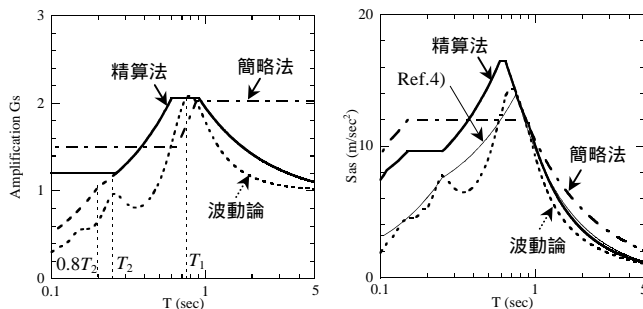 Amplification Gs
3
2
1
0
0.1
1
5
T (sec)
精算法
簡略法
波動論
0.8T2
T2
T1
Sas (m/sec2)
20
10
0
0.1
1
5
T (sec)
精算法
Ref.4)
簡略法
波動論